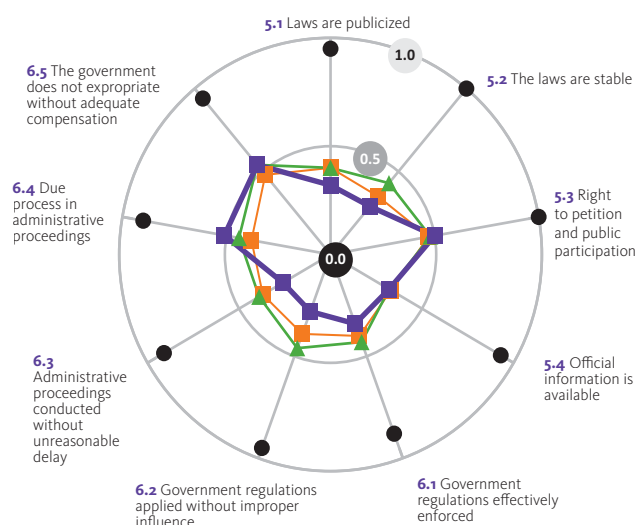 5.1 Laws are publicized
1.0
5.2 The laws are stable
0.5
5.3 Right
to petition
and public
participation
0.0
5.4 Official
information is
available
6.1 Government
regulations effectively
enforced
6.2 Government regulations
applied without improper
influence
6.3
Administrative
proceedings
conducted
without
unreasonable
delay
6.4 Due
process in
administrative
proceedings
6.5 The government
does not expropriate
without adequate
compensation